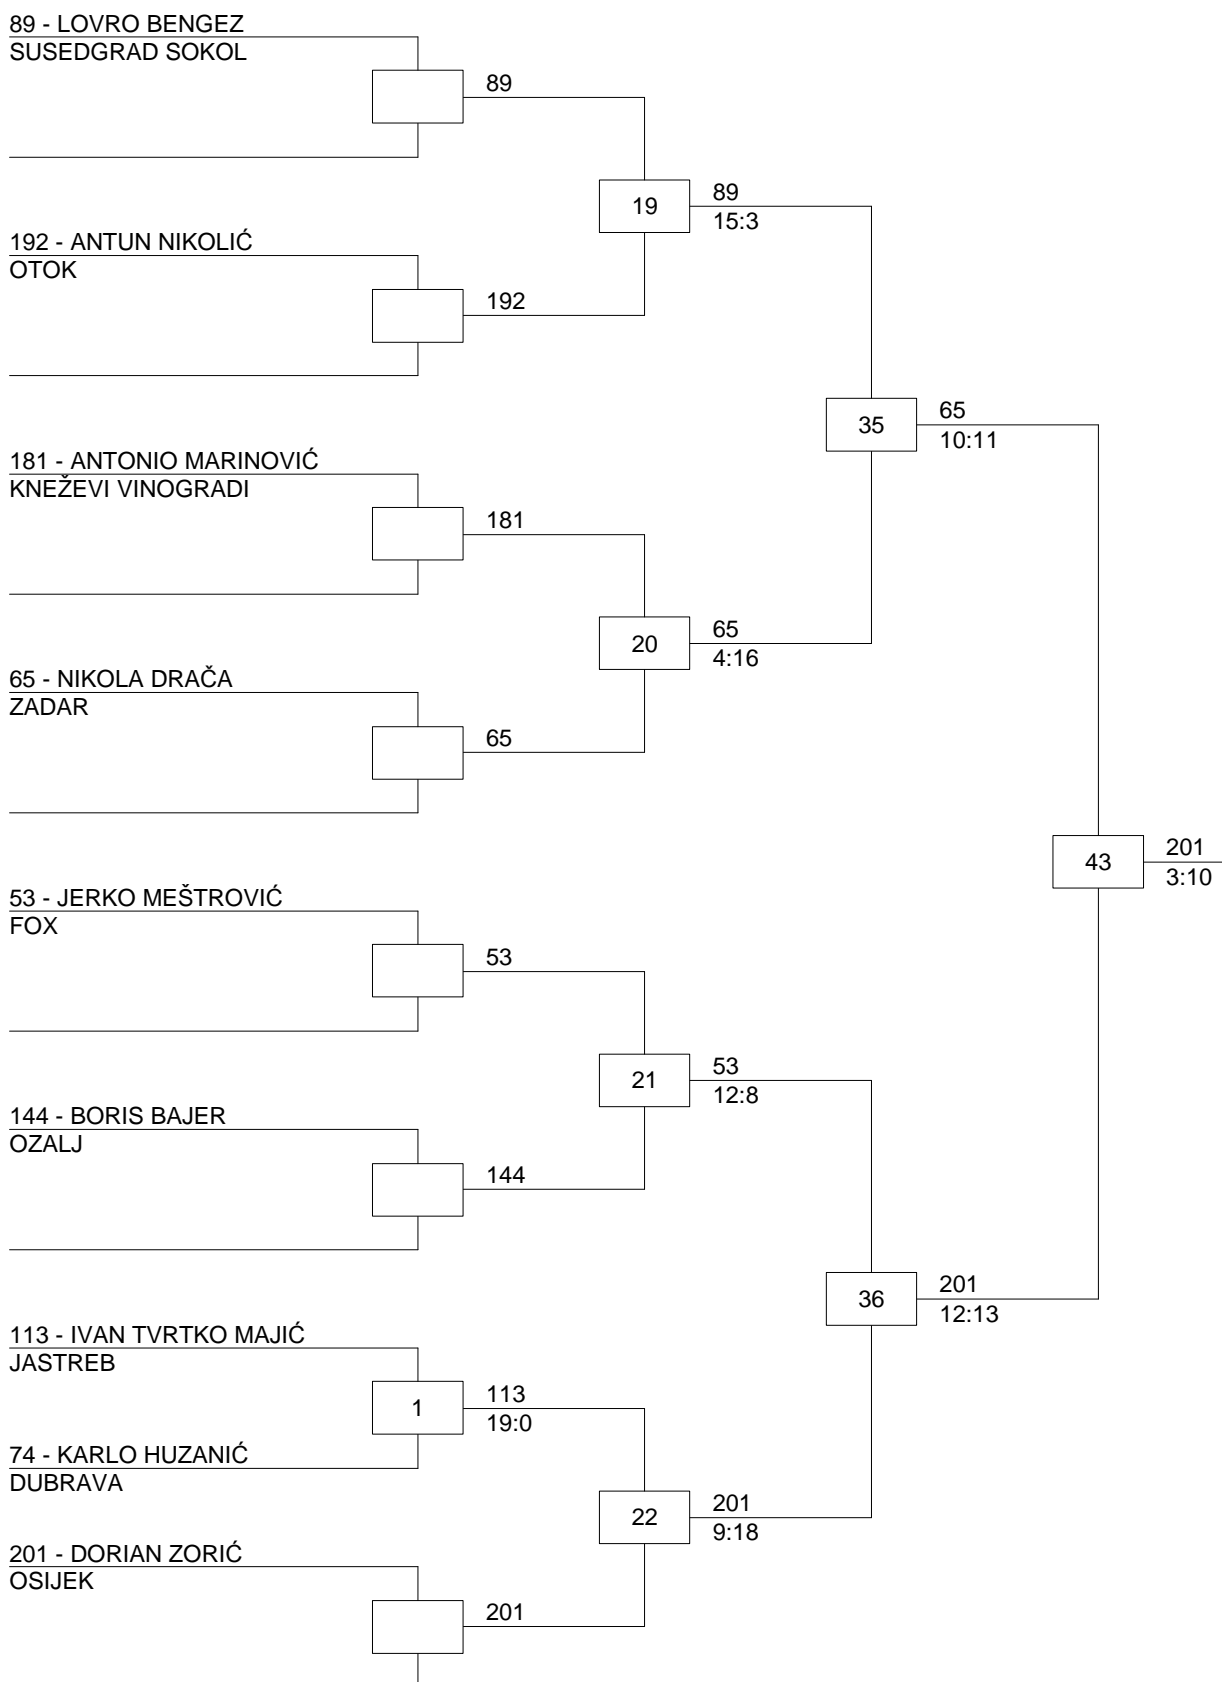 89 - LOVRO BENGEZ
SUSEDGRAD SOKOL
89
19
89
15:3
192 - ANTUN NIKOLIĆ
OTOK
192
35
65
10:11
181 - ANTONIO MARINOVIĆ
KNEŽEVI VINOGRADI
181
20
65
4:16
65 - NIKOLA DRAČA
ZADAR
65
43
201
3:10
53 - JERKO MEŠTROVIĆ
FOX
53
21
53
12:8
144 - BORIS BAJER
OZALJ
144
36
201
12:13
113 - IVAN TVRTKO MAJIĆ
JASTREB
1
113
19:0
74 - KARLO HUZANIĆ
DUBRAVA
22
201
9:18
201 - DORIAN ZORIĆ
OSIJEK
201